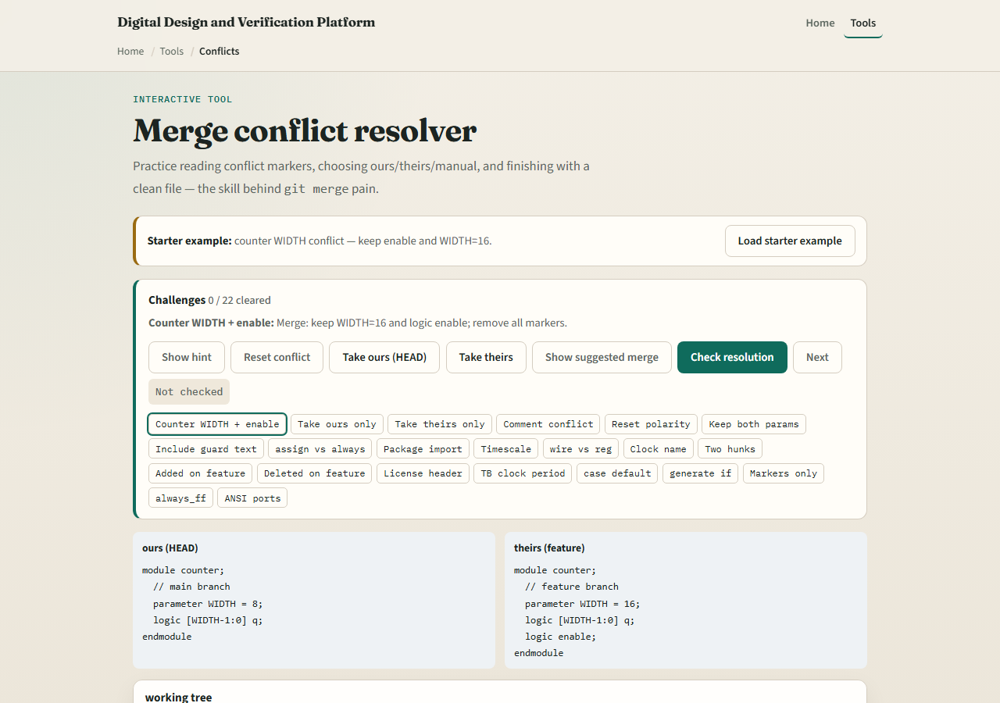 Digital Design and Verification Platform
Home Tools
Home / Tools / Conflicts
INTERACTIVE TOOL
Merge conflict resolver
Practice reading conflict markers, choosing ours/theirs/manual, and finishing with a
clean file — the skill behind git merge pain.
Starter example: counter WIDTH conflict — keep enable and WIDTH=16.
Load starter example
Challenges 0 / 22 cleared
Counter WIDTH + enable: Merge: keep WIDTH=16 and logic enable; remove all markers.
Show hint Reset conflict Take ours (HEAD) Take theirs Show suggested merge Check resolution Next
Not checked
Counter WIDTH + enable Take ours only Take theirs only Comment conflict Reset polarity Keep both params
Include guard text assign vs always Package import Timescale wire vs reg Clock name Two hunks
Added on feature Deleted on feature License header TB clock period case default generate if Markers only
always_ff ANSI ports
ours (HEAD)
module counter;
  // main branch
  parameter WIDTH = 8;
  logic [WIDTH-1:0] q;
endmodule
theirs (feature)
module counter;
  // feature branch
  parameter WIDTH = 16;
  logic [WIDTH-1:0] q;
  logic enable;
endmodule
working tree